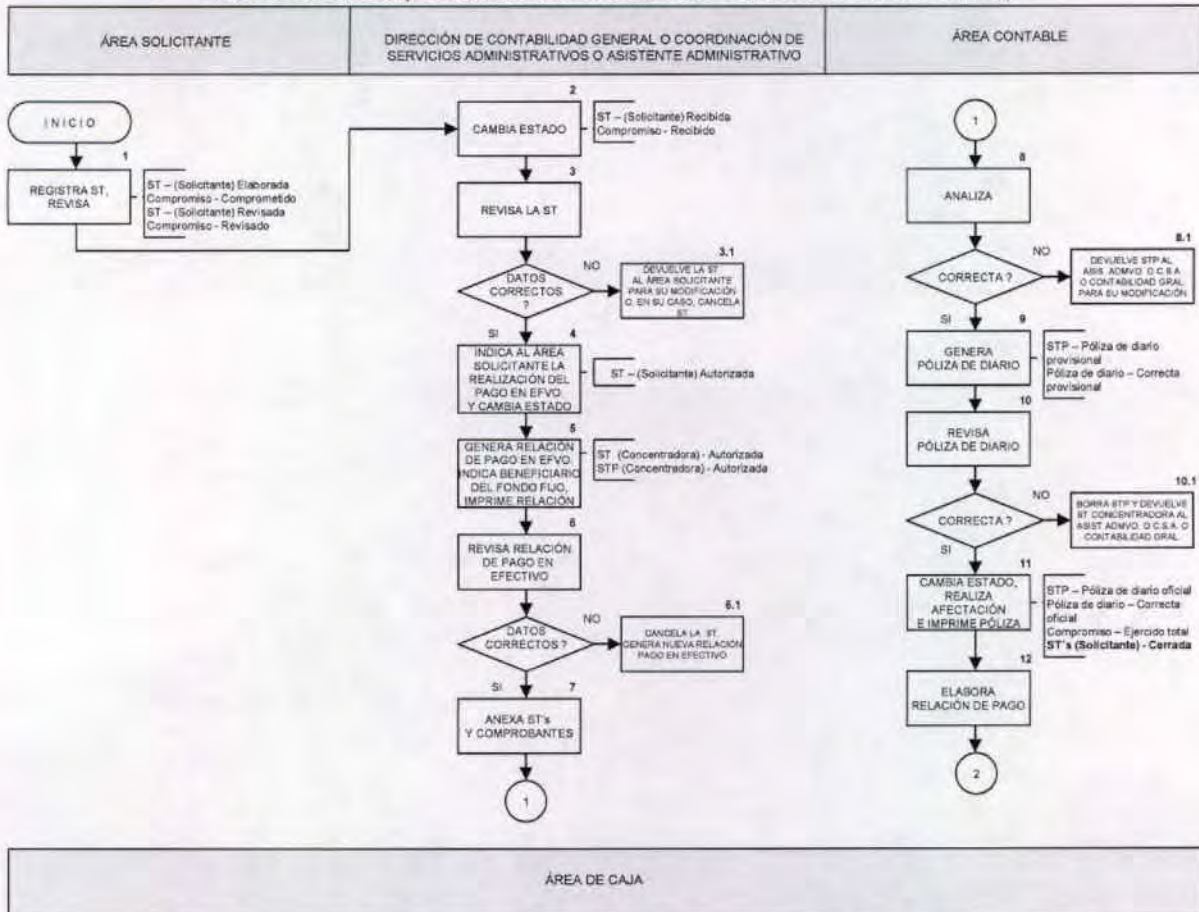 ÁREA SOLICITANTE
DIRECCIÓN DE CONTABILIDAD GENERAL O COORDINACIÓN DE
SERVICIOS ADMINISTRATIVOS O ASISTENTE ADMINISTRATIVO
ÁREA CONTABLE
INICIO
1
REGISTRA ST,
REVISA
ST – (Solicitante) Elaborada
Compromiso - Comprometido
ST – (Solicitante) Revisada
Compromiso - Revisado
2
CAMBIA ESTADO
ST – (Solicitante) Recibida
Compromiso - Recibido
3
REVISA LA ST
DATOS
CORRECTOS
?
NO
3.1
DEVUELVE LA ST
AL ÁREA SOLICITANTE
PARA SU MODIFICACIÓN
O, EN SU CASO, CANCELA
ST
SI
4
INDICA AL ÁREA
SOLICITANTE LA
REALIZACIÓN DEL
PAGO EN EFVO.
Y CAMBIA ESTADO
ST – (Solicitante) Autorizada
5
GENERA RELACIÓN
DE PAGO EN EFVO.
INDICA BENEFICIARIO
DEL FONDO FIJO,
IMPRIME RELACIÓN
ST (Concentradora) - Autorizada
STP (Concentradora) - Autorizada
6
REVISA RELACIÓN
DE PAGO EN
EFECTIVO
DATOS
CORRECTOS ?
NO
6.1
CANCELA LA ST.
GENERA NUEVA RELACIÓN
PAGO EN EFECTIVO
SI
7
ANEXA ST's
Y COMPROBANTES
1
1
8
ANALIZA
CORRECTA ?
NO
8.1
DEVUELVE STP AL
ASIS. ADMVO. O C.S.A
O CONTABILIDAD GRAL.
PARA SU MODIFICACIÓN
SI
9
GENERA
PÓLIZA DE DIARIO
STP – Póliza de diario
provisional
Póliza de diario – Correcta
provisional
10
REVISA
PÓLIZA DE DIARIO
CORRECTA ?
NO
10.1
BORRA STP Y DEVUELVE
ST CONCENTRADORA AL
ASIST ADMVO. O C.S.A. O
CONTABILIDAD GRAL
SI
11
CAMBIA ESTADO,
REALIZA
AFECTACIÓN
E IMPRIME PÓLIZA
STP – Póliza de diario oficial
Póliza de diario – Correcta
oficial
Compromiso – Ejercido total
ST's (Solicitante) - Cerrada
12
ELABORA
RELACIÓN DE PAGO
2
ÁREA DE CAJA